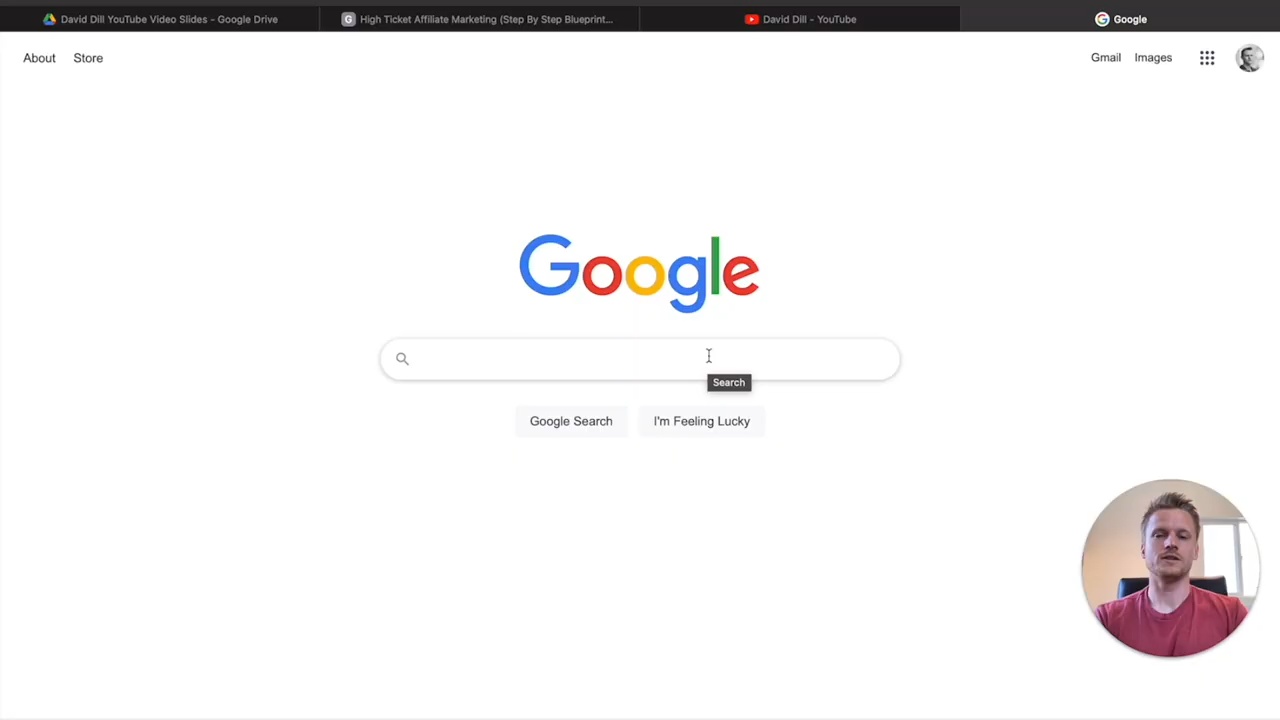 David Dill YouTube Video Slides - Google Drive
High Ticket Affiliate Marketing (Step By Step Blueprint...
David Dill - YouTube
Google
About Store
Gmail Images
Google
Search
Google Search
I'm Feeling Lucky